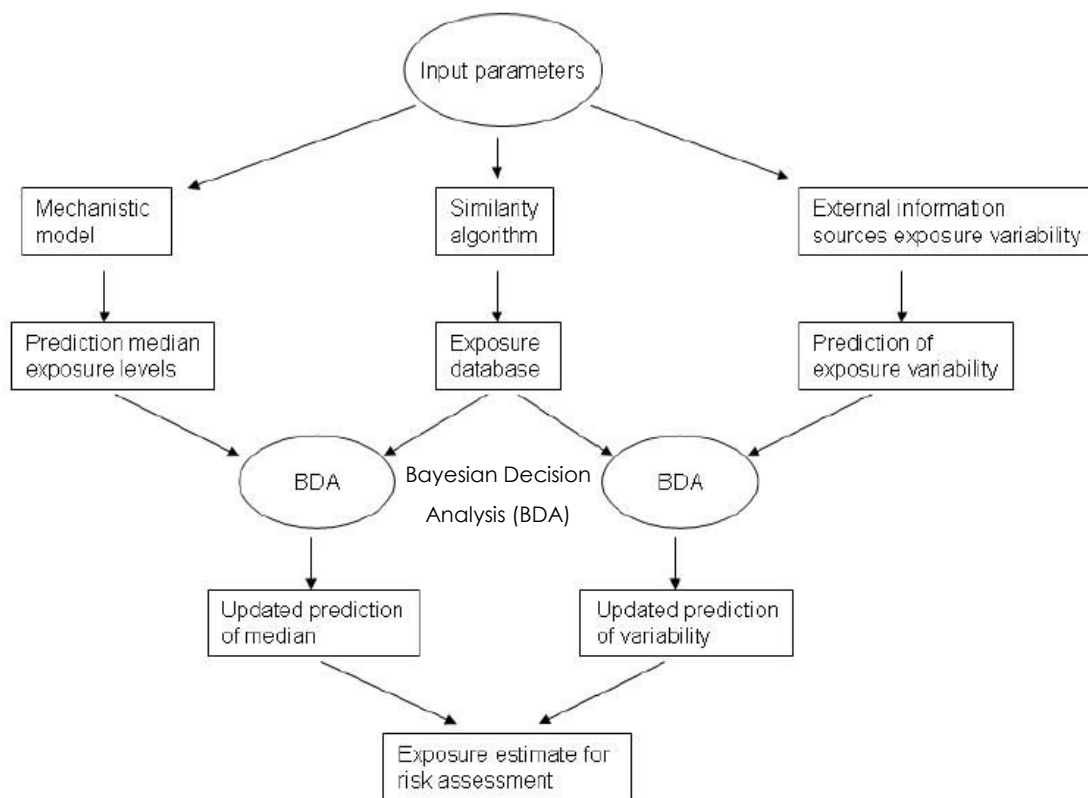 Input parameters
Mechanistic
model
Similarity
algorithm
External information
sources exposure variability
Prediction median
exposure levels
Exposure
database
Prediction of
exposure variability
BDA
Bayesian Decision
Analysis (BDA)
BDA
Updated prediction
of median
Updated prediction
of variability
Exposure estimate for
risk assessment